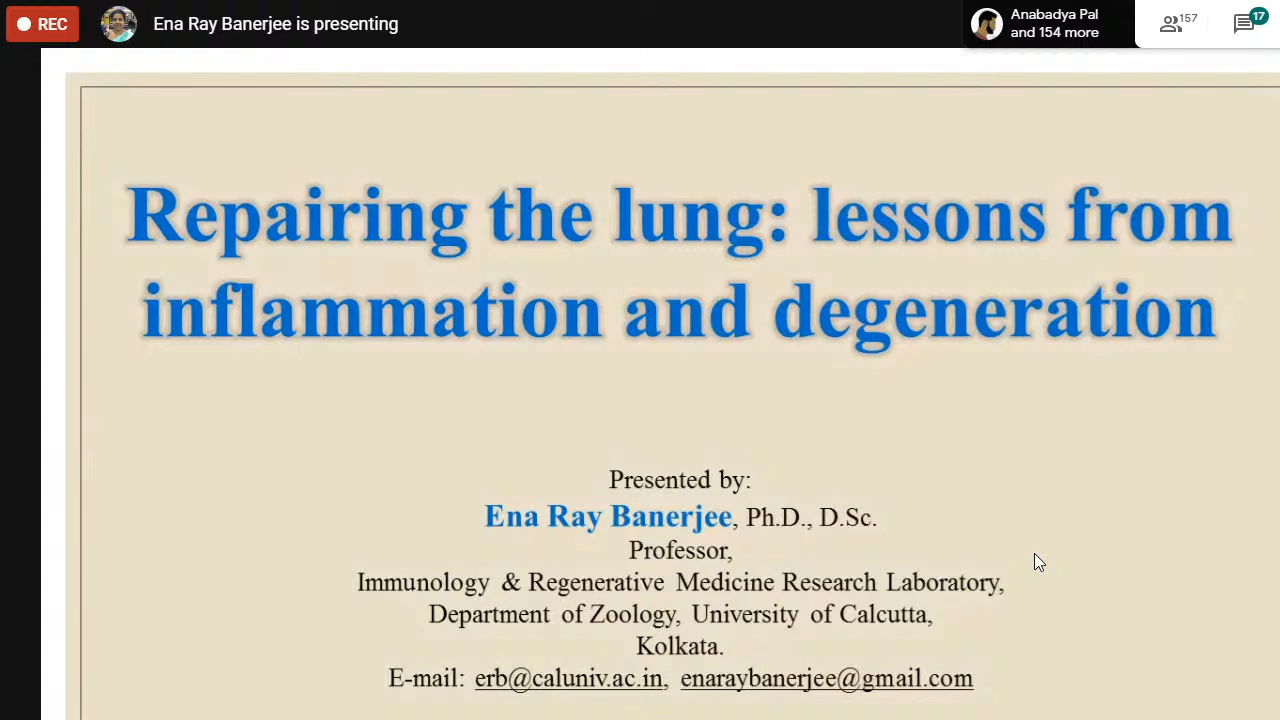 REC
Ena Ray Banerjee is presenting
Anabadya Pal
and 154 more
157
17
Repairing the lung: lessons from
inflammation and degeneration
Presented by:
Ena Ray Banerjee, Ph.D., D.Sc.
Professor,
Immunology & Regenerative Medicine Research Laboratory,
Department of Zoology, University of Calcutta,
Kolkata.
E-mail: erb@caluniv.ac.in, enaraybanerjee@gmail.com